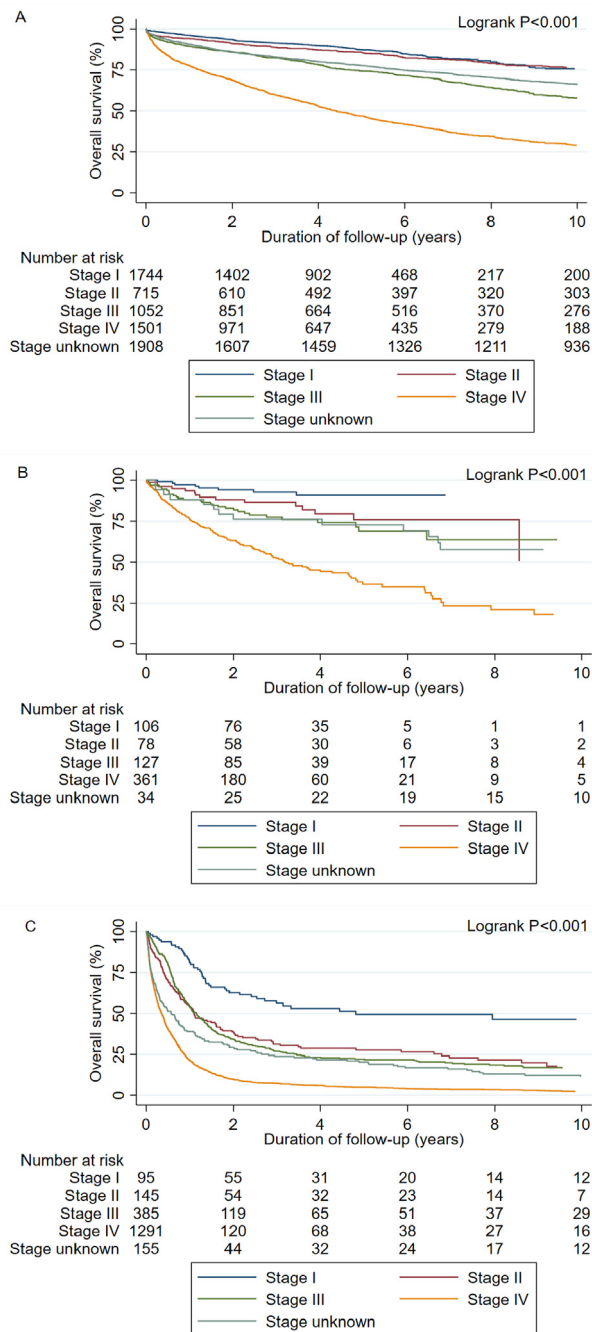 A
Logrank P<0.001
Overall survival (%)
100
75
50
25
0
0 2 4 6 8 10
Duration of follow-up (years)
Number at risk
Stage I 1744 1402 902 468 217 200
Stage II 715 610 492 397 320 303
Stage III 1052 851 664 516 370 276
Stage IV 1501 971 647 435 279 188
Stage unknown 1908 1607 1459 1326 1211 936
Stage I Stage II
Stage III Stage IV
Stage unknown
B
Logrank P<0.001
Overall survival (%)
100
75
50
25
0
0 2 4 6 8 10
Duration of follow-up (years)
Number at risk
Stage I 106 76 35 5 1 1
Stage II 78 58 30 6 3 2
Stage III 127 85 39 17 8 4
Stage IV 361 180 60 21 9 5
Stage unknown 34 25 22 19 15 10
Stage I Stage II
Stage III Stage IV
Stage unknown
C
Logrank P<0.001
Overall survival (%)
100
75
50
25
0
0 2 4 6 8 10
Duration of follow-up (years)
Number at risk
Stage I 95 55 31 20 14 12
Stage II 145 54 32 23 14 7
Stage III 385 119 65 51 37 29
Stage IV 1291 120 68 38 27 16
Stage unknown 155 44 32 24 17 12
Stage I Stage II
Stage III Stage IV
Stage unknown